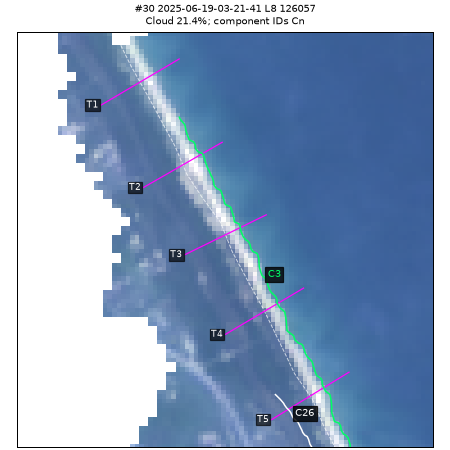 #30 2025-06-19-03-21-41 L8 126057
Cloud 21.4%; component IDs Cn
T1
T2
T3
C3
T4
C26
T5